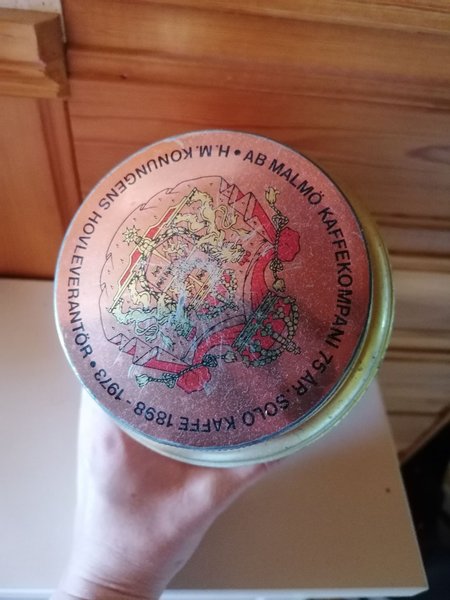 AB MALMÖ KAFFEKOMPANI 75 ÅR. SOLO KAFFE 1898 - 1973 • H.M. KONUNGENS HOVLEVERANTÖR •